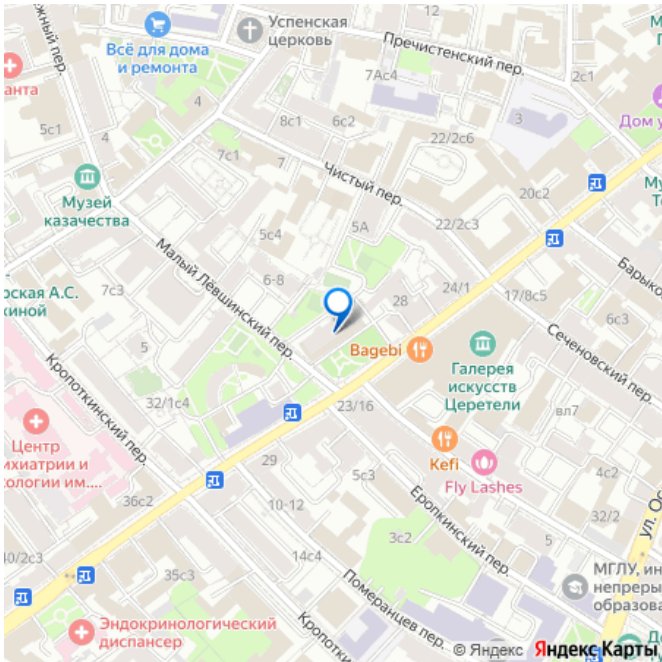 Успенская
церковь
Всё для дома
и ремонта
Пречистенский пер.
7Ас4
2с1
5с1
4
4
8с1
6с2
3
22/2с6
Дом
7с1
7
Чистый пер.
20с2
Музей
казачества
5А
22/2с3
5с4
Малый Лёвшинский пер.
6-8
24/1
28
17/8с5
7с3
6с3
Сеченовский пер.
Bagebi
Галерея
искусств
Церетели
5
Кропоткинский пер.
32/1с4
23/16
вл7
Центр
Kefi
Fly Lashes
29
5с3
4с2
36с2
10-12
Еропкинский пер.
32/2
ул.
3с2
5
40/2с3
14с4
35с3
МГЛУ,
Померанцев пер.
Эндокринологический
диспансер
© Яндекс Яндекс Карты